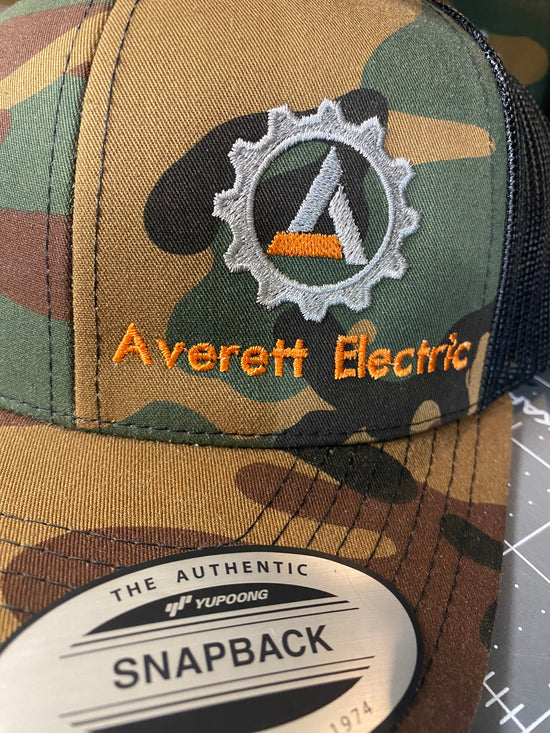 Averett Electric
THE AUTHENTIC
YUPOONG
SNAPBACK
1974